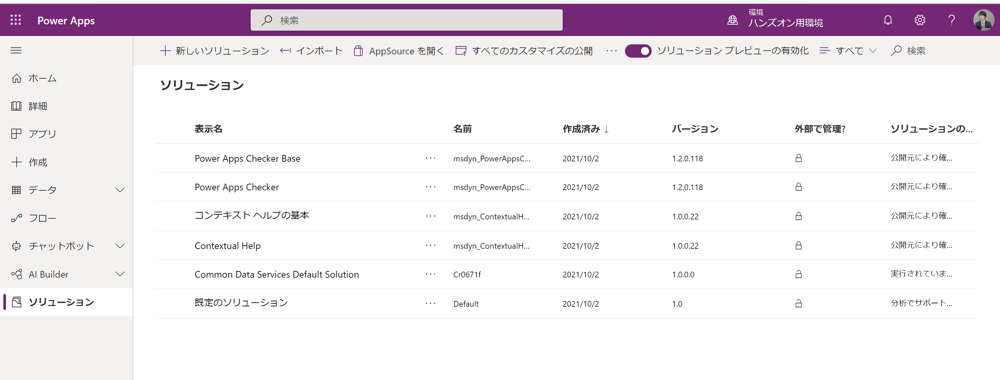 Power Apps
検索
環境
ハンズオン用環境
新しいソリューション インポート AppSource を開く すべてのカスタマイズの公開 … ソリューション プレビューの有効化 すべて 検索
ホーム
詳細
アプリ
作成
データ
フロー
チャットボット
AI Builder
ソリューション
ソリューション
表示名 名前 作成済み ↓ バージョン 外部で管理? ソリューションの...
Power Apps Checker Base … msdyn_PowerAppsC... 2021/10/2 1.2.0.118 公開元により確...
Power Apps Checker … msdyn_PowerAppsC... 2021/10/2 1.2.0.118 公開元により確...
コンテキスト ヘルプの基本 … msdyn_ContextualH... 2021/10/2 1.0.0.22 公開元により確...
Contextual Help … msdyn_ContextualH... 2021/10/2 1.0.0.22 公開元により確...
Common Data Services Default Solution … Cr0671f 2021/10/2 1.0.0.0 実行されていま...
既定のソリューション … Default 2021/10/2 1.0 分析でサポート...